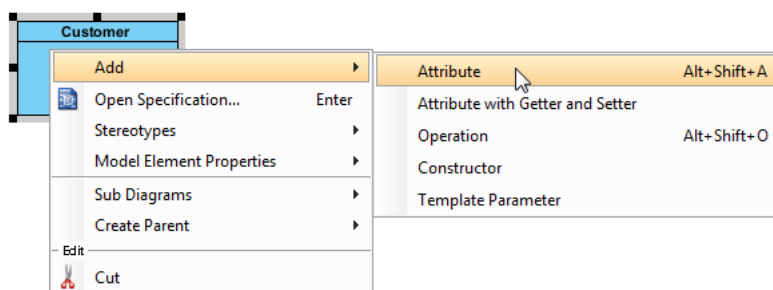 Customer
Add
Open Specification... Enter
Stereotypes
Model Element Properties
Sub Diagrams
Create Parent
Edit
Cut
Attribute Alt+Shift+A
Attribute with Getter and Setter
Operation Alt+Shift+O
Constructor
Template Parameter